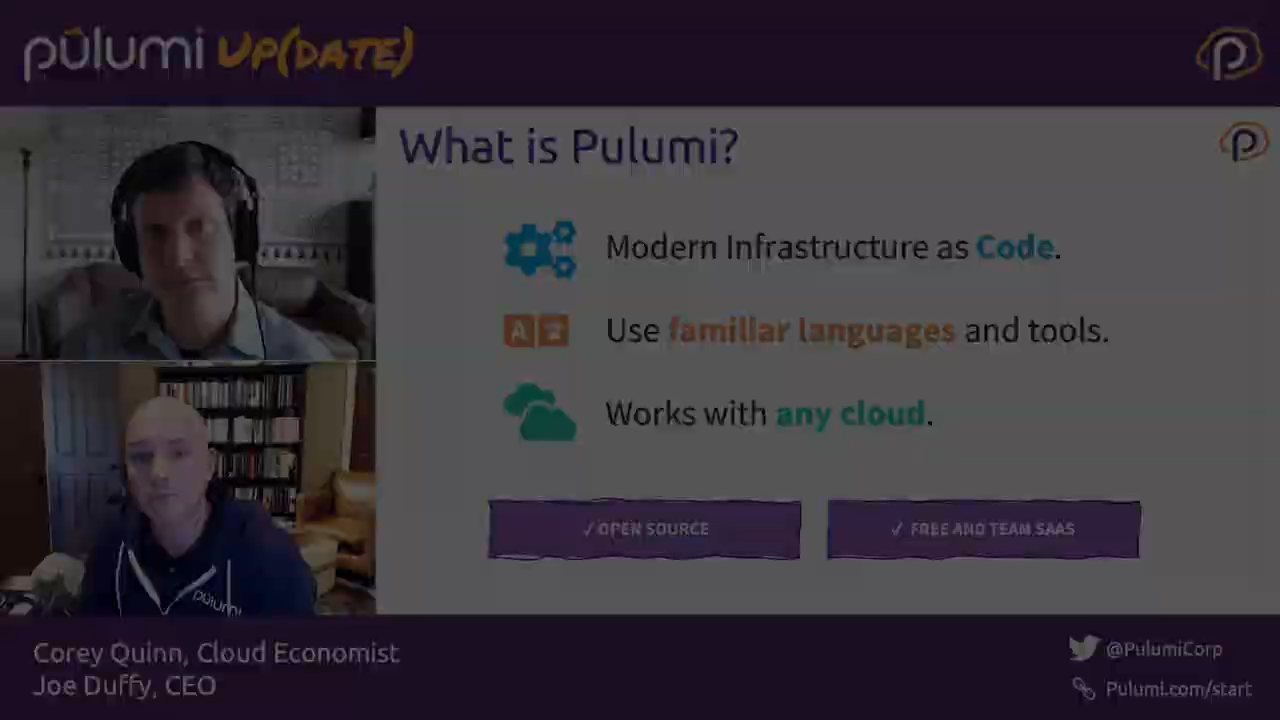 pulumi UP(DATE)
What is Pulumi?
Modern Infrastructure as Code.
A
Use familiar languages and tools.
Works with any cloud.
✓ OPEN SOURCE
✓ FREE AND TEAM SAAS
pulumi
Corey Quinn, Cloud Economist
Joe Duffy, CEO
@PulumiCorp
Pulumi.com/start